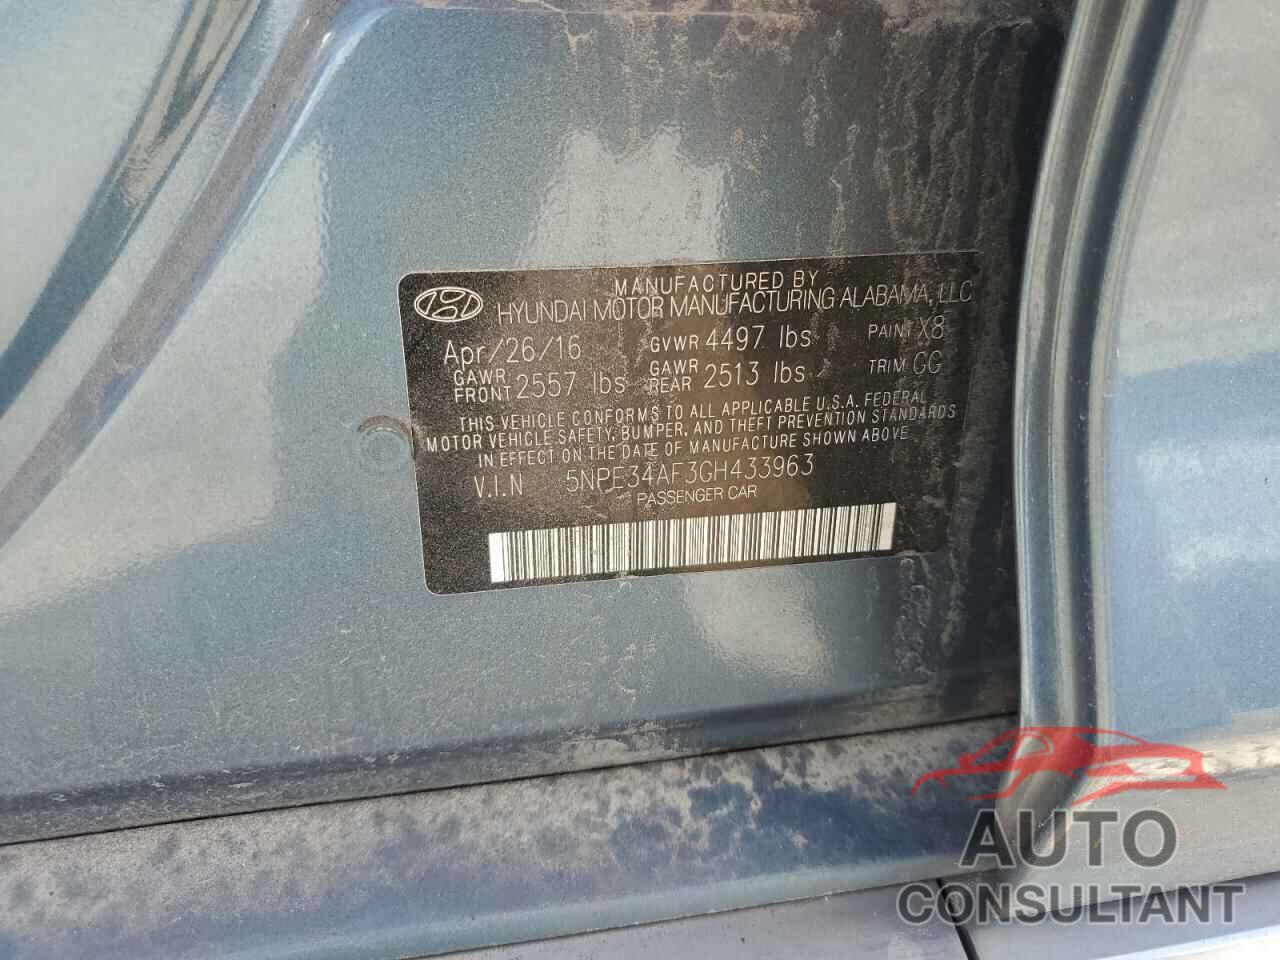 MANUFACTURED BY
HYUNDAI MOTOR MANUFACTURING ALABAMA, LLC
Apr/26/16 GVWR 4497 lbs PAINT X8
GAWR FRONT 2557 lbs GAWR REAR 2513 lbs TRIM CC
THIS VEHICLE CONFORMS TO ALL APPLICABLE U.S.A. FEDERAL
MOTOR VEHICLE SAFETY, BUMPER, AND THEFT PREVENTION STANDARDS
IN EFFECT ON THE DATE OF MANUFACTURE SHOWN ABOVE
V.I.N 5NPE34AF3GH433963
PASSENGER CAR
AUTO
CONSULTANT